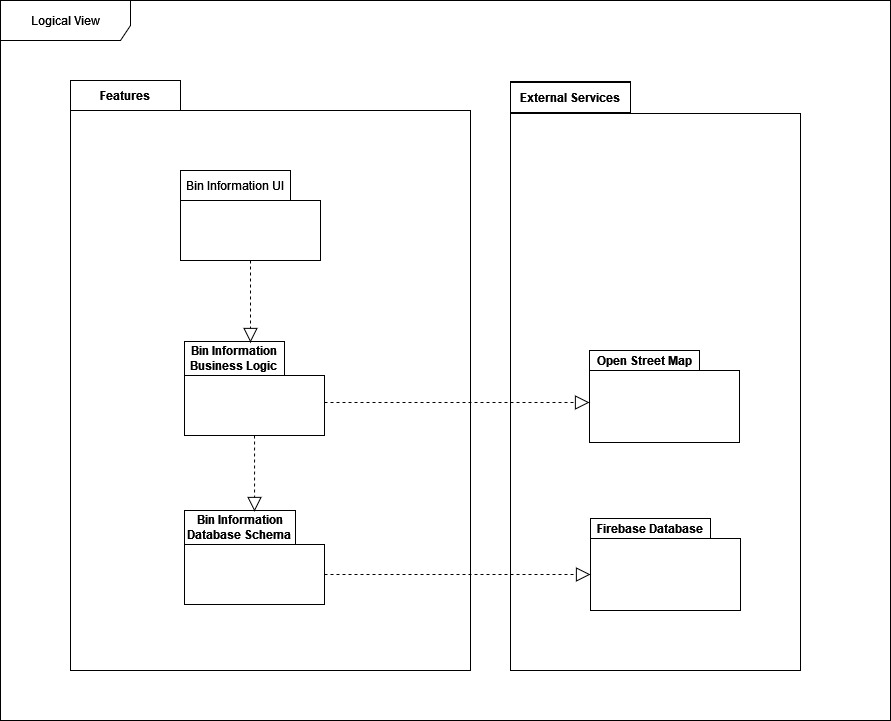 Logical View
Features
External Services
Bin Information UI
Bin Information
Business Logic
Open Street Map
Bin Information
Database Schema
Firebase Database